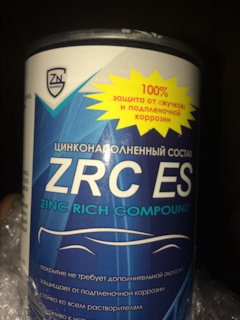 ZN
100%
защита от «жучков»
и подпленочной
коррозии
ЦИНКОНАПОЛНЕННЫЙ СОСТАВ
ZRC ES
ZINC RICH COMPOUND
покрытие не требует дополнительной окраски
защищает от подпленочной коррозии
стойко ко всем растворителям